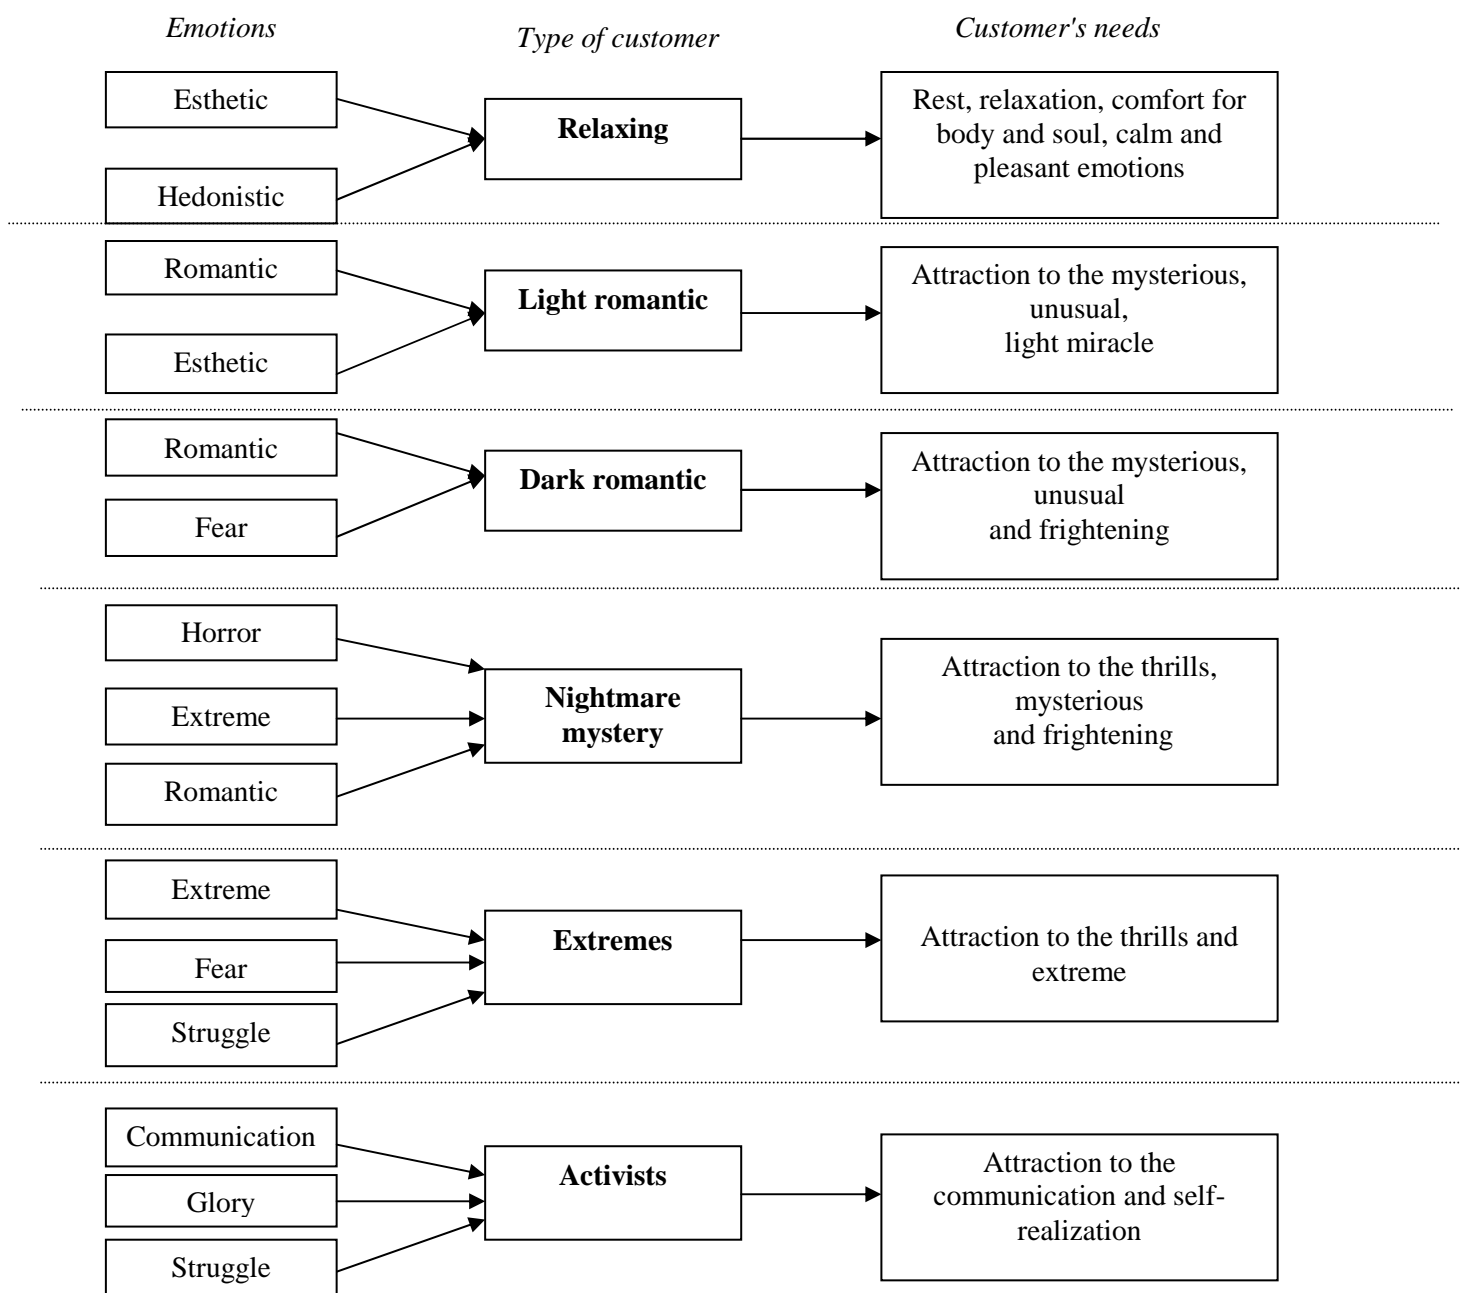 Emotions
Type of customer
Customer's needs
Esthetic
Hedonistic
Relaxing
Rest, relaxation, comfort for
body and soul, calm and
pleasant emotions
Romantic
Esthetic
Light romantic
Attraction to the mysterious,
unusual,
light miracle
Romantic
Fear
Dark romantic
Attraction to the mysterious,
unusual
and frightening
Horror
Extreme
Romantic
Nightmare
mystery
Attraction to the thrills,
mysterious
and frightening
Extreme
Fear
Struggle
Extremes
Attraction to the thrills and
extreme
Communication
Glory
Struggle
Activists
Attraction to the
communication and self-
realization